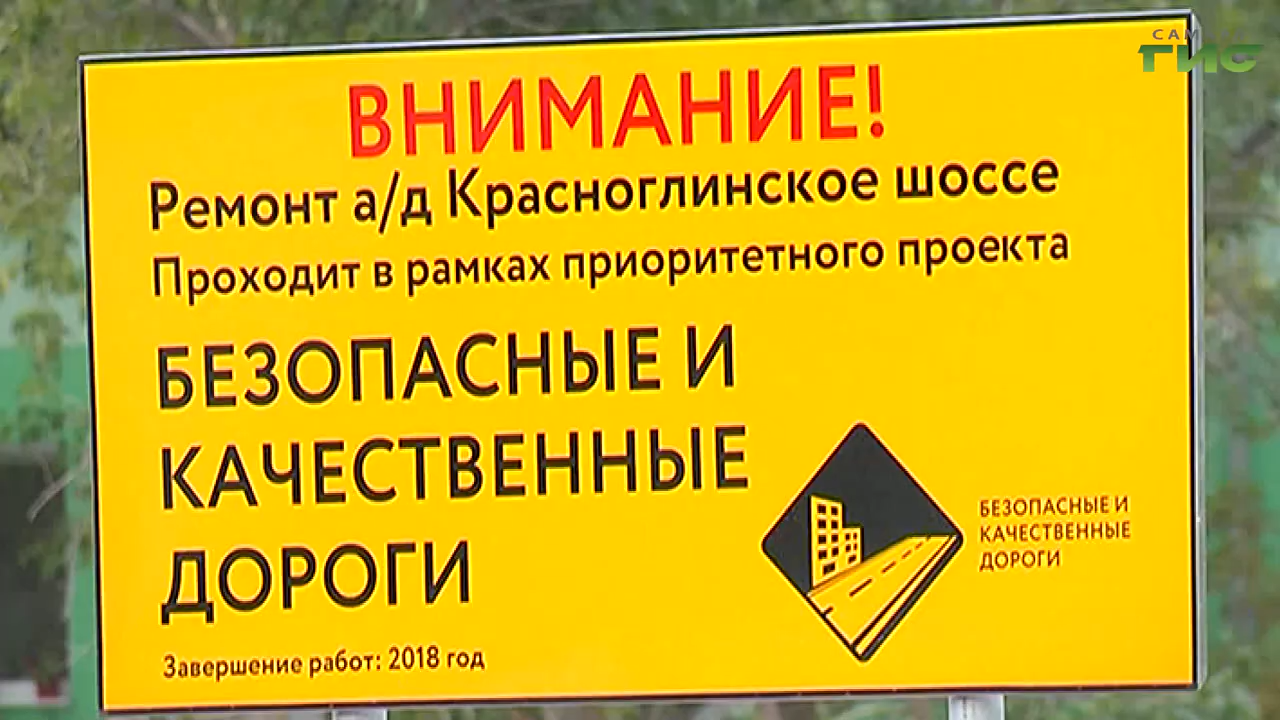 ГИС
ВНИМАНИЕ!
Ремонт а/д Красноглинское шоссе
Проходит в рамках приоритетного проекта
БЕЗОПАСНЫЕ И
КАЧЕСТВЕННЫЕ
ДОРОГИ
БЕЗОПАСНЫЕ И
КАЧЕСТВЕННЫЕ
ДОРОГИ
Завершение работ: 2018 год